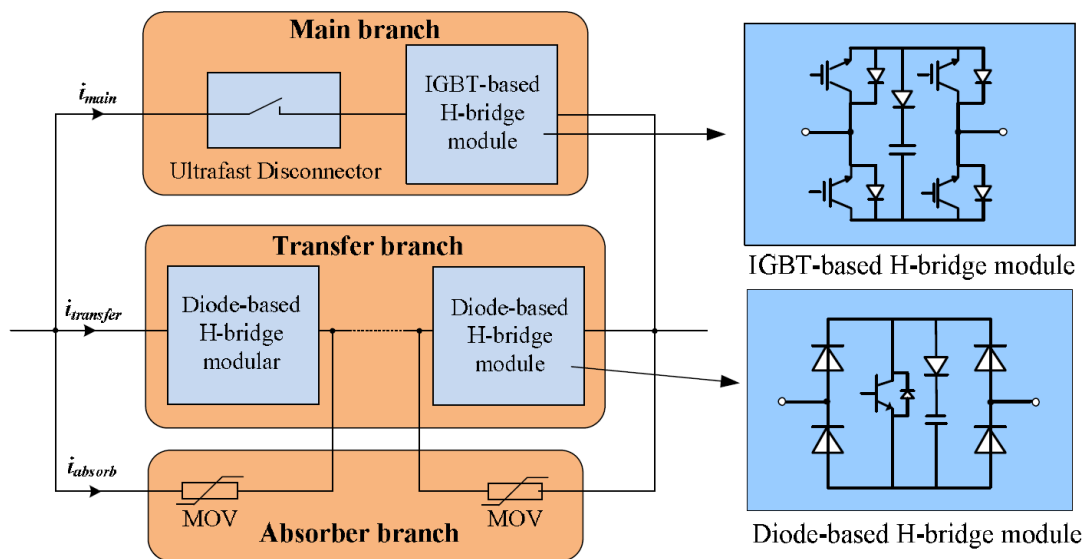 Main branch
i_main
IGBT-based
H-bridge
module
Ultrafast Disconnector
IGBT-based H-bridge module
Transfer branch
i_transfer
Diode-based
H-bridge
modular
Diode-based
H-bridge
module
i_absorb
MOV
MOV
Absorber branch
Diode-based H-bridge module